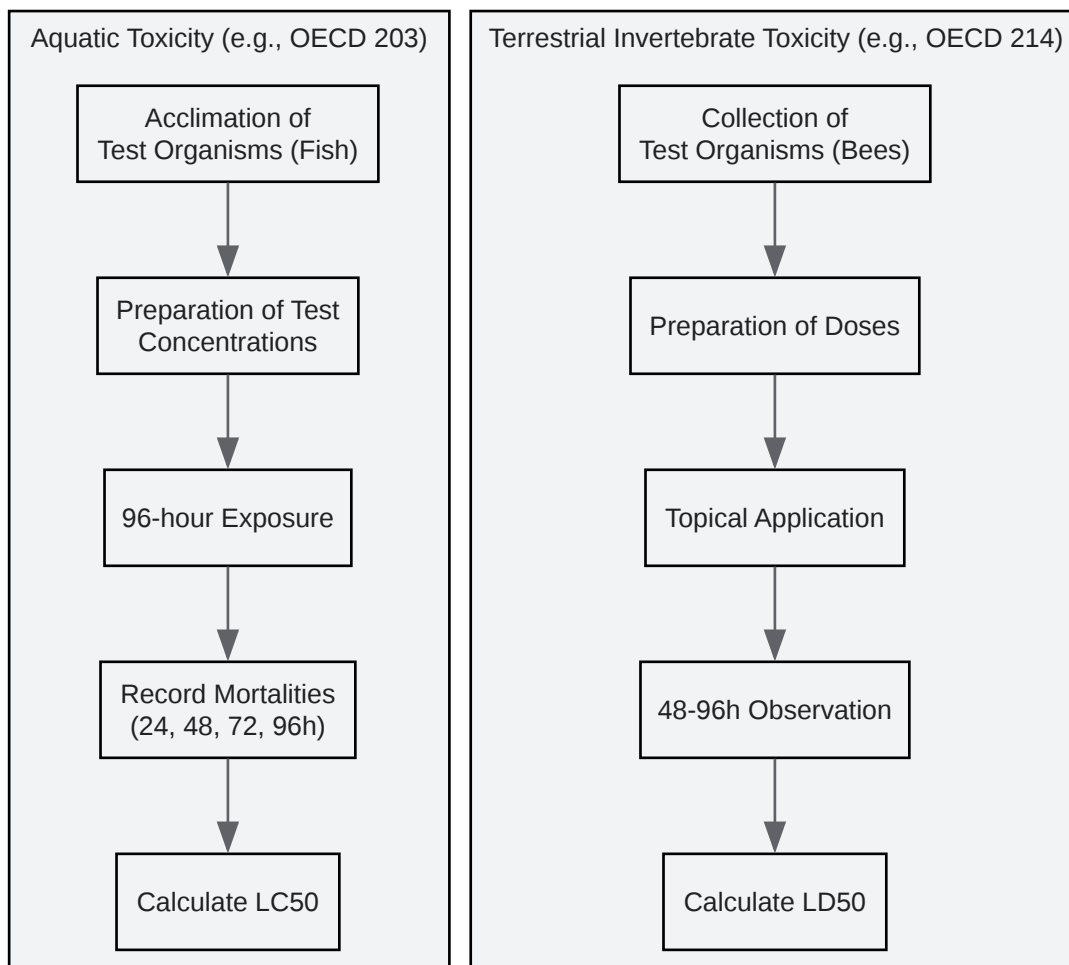 Aquatic Toxicity (e.g., OECD 203)
Acclimation of
Test Organisms (Fish)
Preparation of Test
Concentrations
96-hour Exposure
Record Mortalities
(24, 48, 72, 96h)
Calculate LC50
Terrestrial Invertebrate Toxicity (e.g., OECD 214)
Collection of
Test Organisms (Bees)
Preparation of Doses
Topical Application
48-96h Observation
Calculate LD50